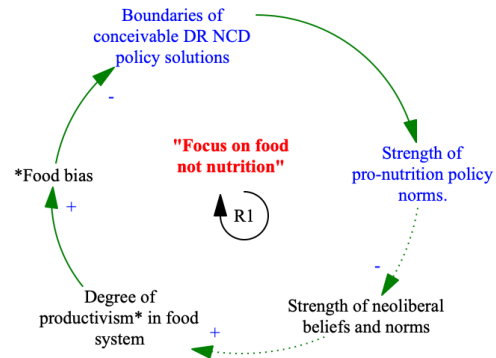 Boundaries of
conceivable DR NCD
policy solutions
-
"Focus on food
not nutrition"
Strength of
pro-nutrition policy
norms.
*Food bias
+
R1
-
Degree of
productivism* in food
system
Strength of neoliberal
beliefs and norms
+